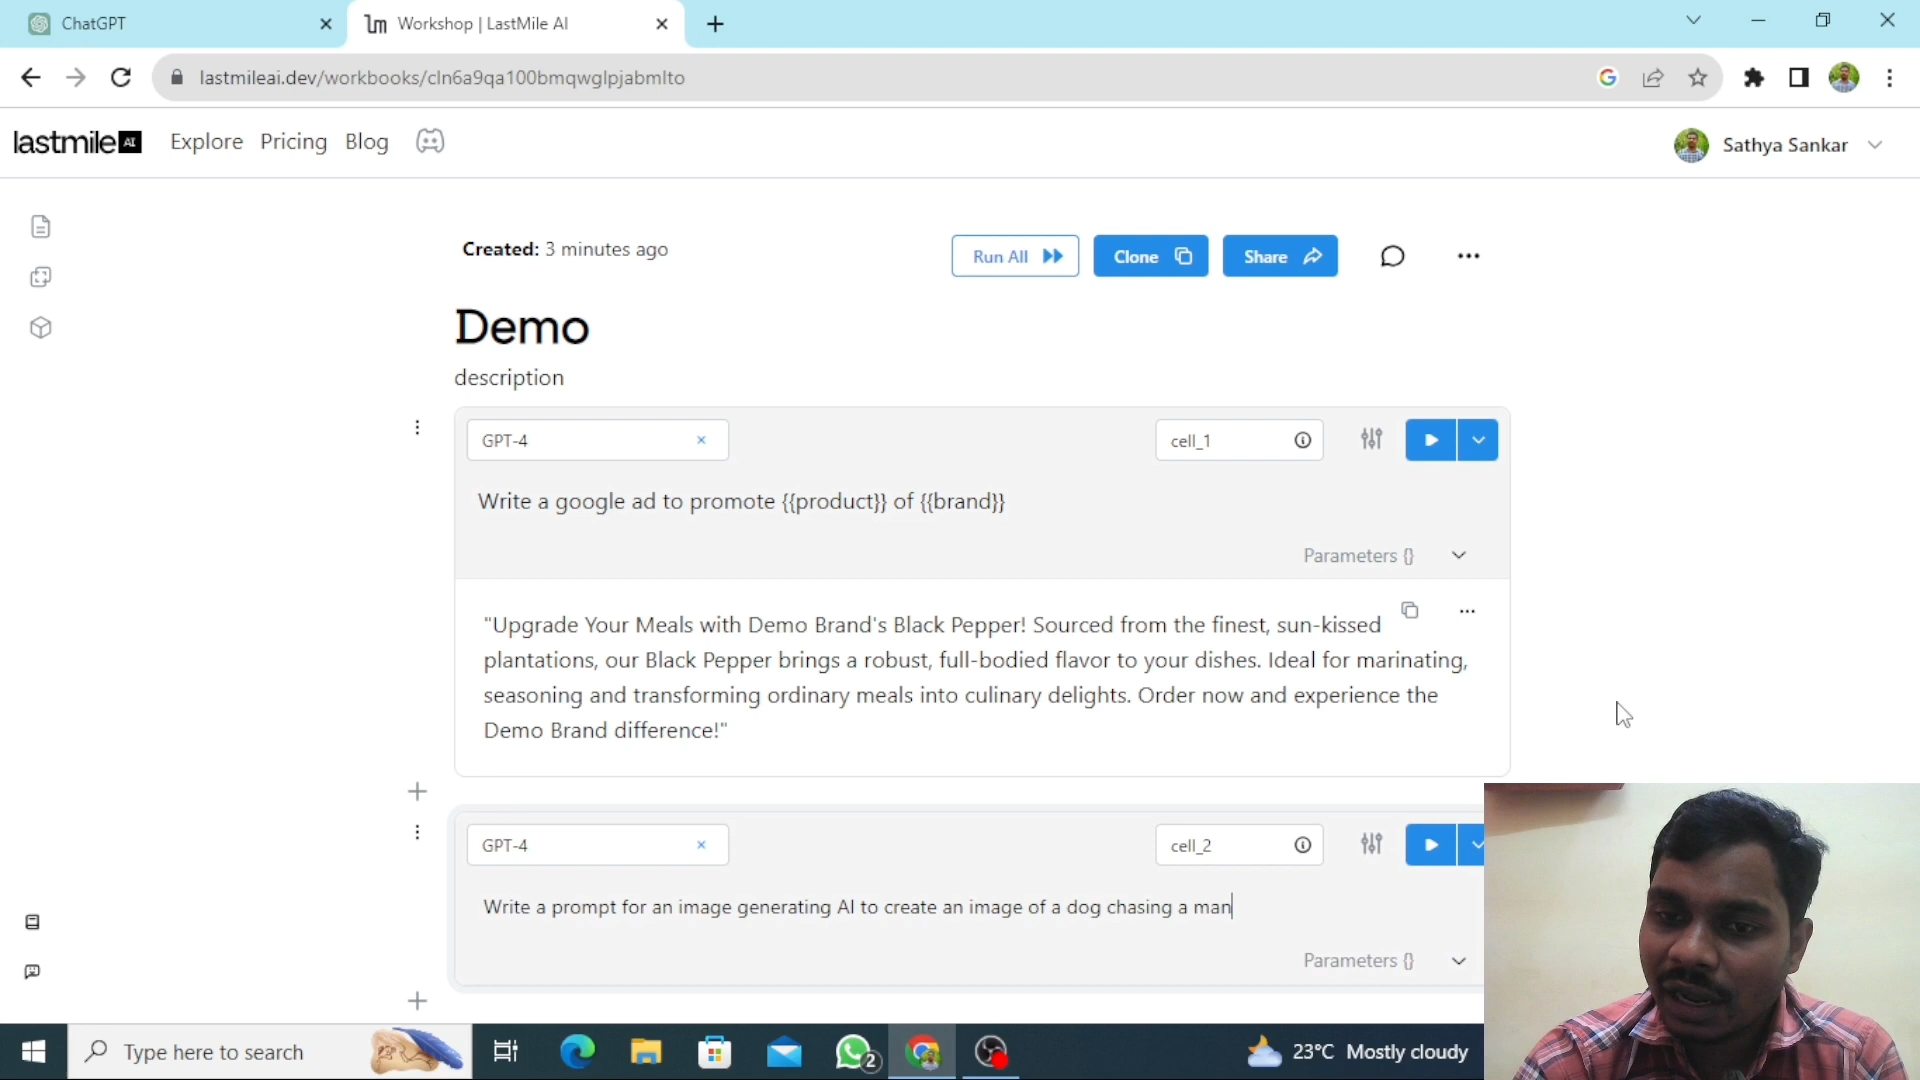 ChatGPT
lm Workshop | LastMile AI
lastmileai.dev/workbooks/cln6a9qa100bmqwglpjabmlto
lastmile AI Explore Pricing Blog
Sathya Sankar
Created: 3 minutes ago
Run All Clone Share
Demo
description
GPT-4 cell_1
Write a google ad to promote {{product}} of {{brand}}
Parameters {}
"Upgrade Your Meals with Demo Brand's Black Pepper! Sourced from the finest, sun-kissed
plantations, our Black Pepper brings a robust, full-bodied flavor to your dishes. Ideal for marinating,
seasoning and transforming ordinary meals into culinary delights. Order now and experience the
Demo Brand difference!"
GPT-4 cell_2
Write a prompt for an image generating AI to create an image of a dog chasing a man
Parameters {}
Type here to search
2
23°C Mostly cloudy